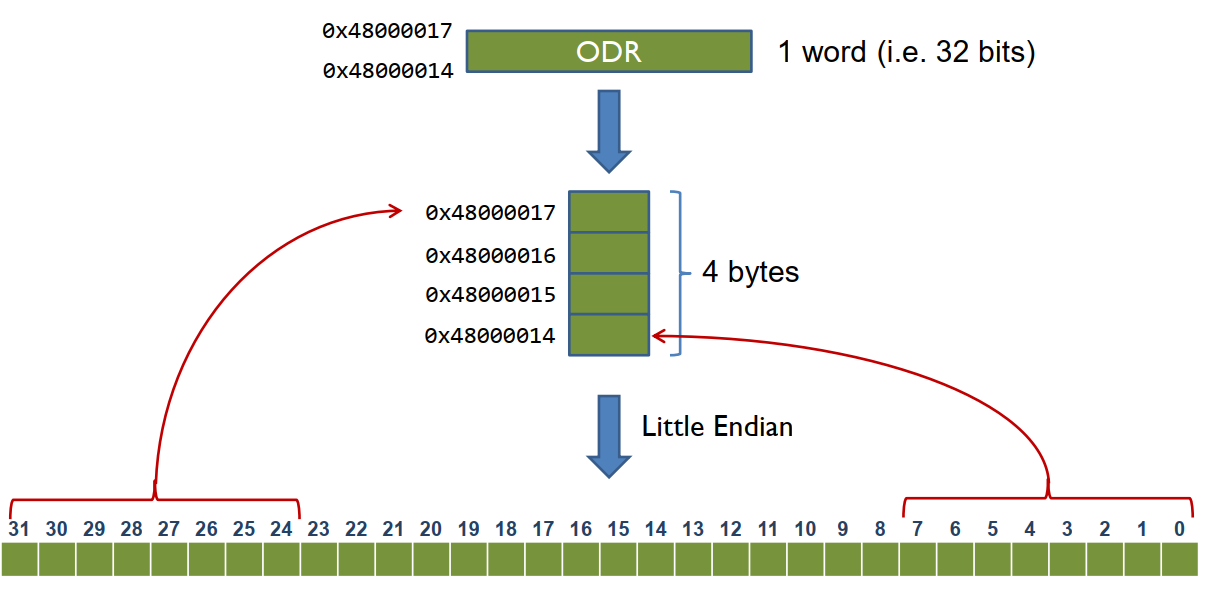 0x48000017
ODR
1 word (i.e. 32 bits)
0x48000014
0x48000017
0x48000016
4 bytes
0x48000015
0x48000014
Little Endian
31 30 29 28 27 26 25 24 23 22 21 20 19 18 17 16 15 14 13 12 11 10 9 8 7 6 5 4 3 2 1 0